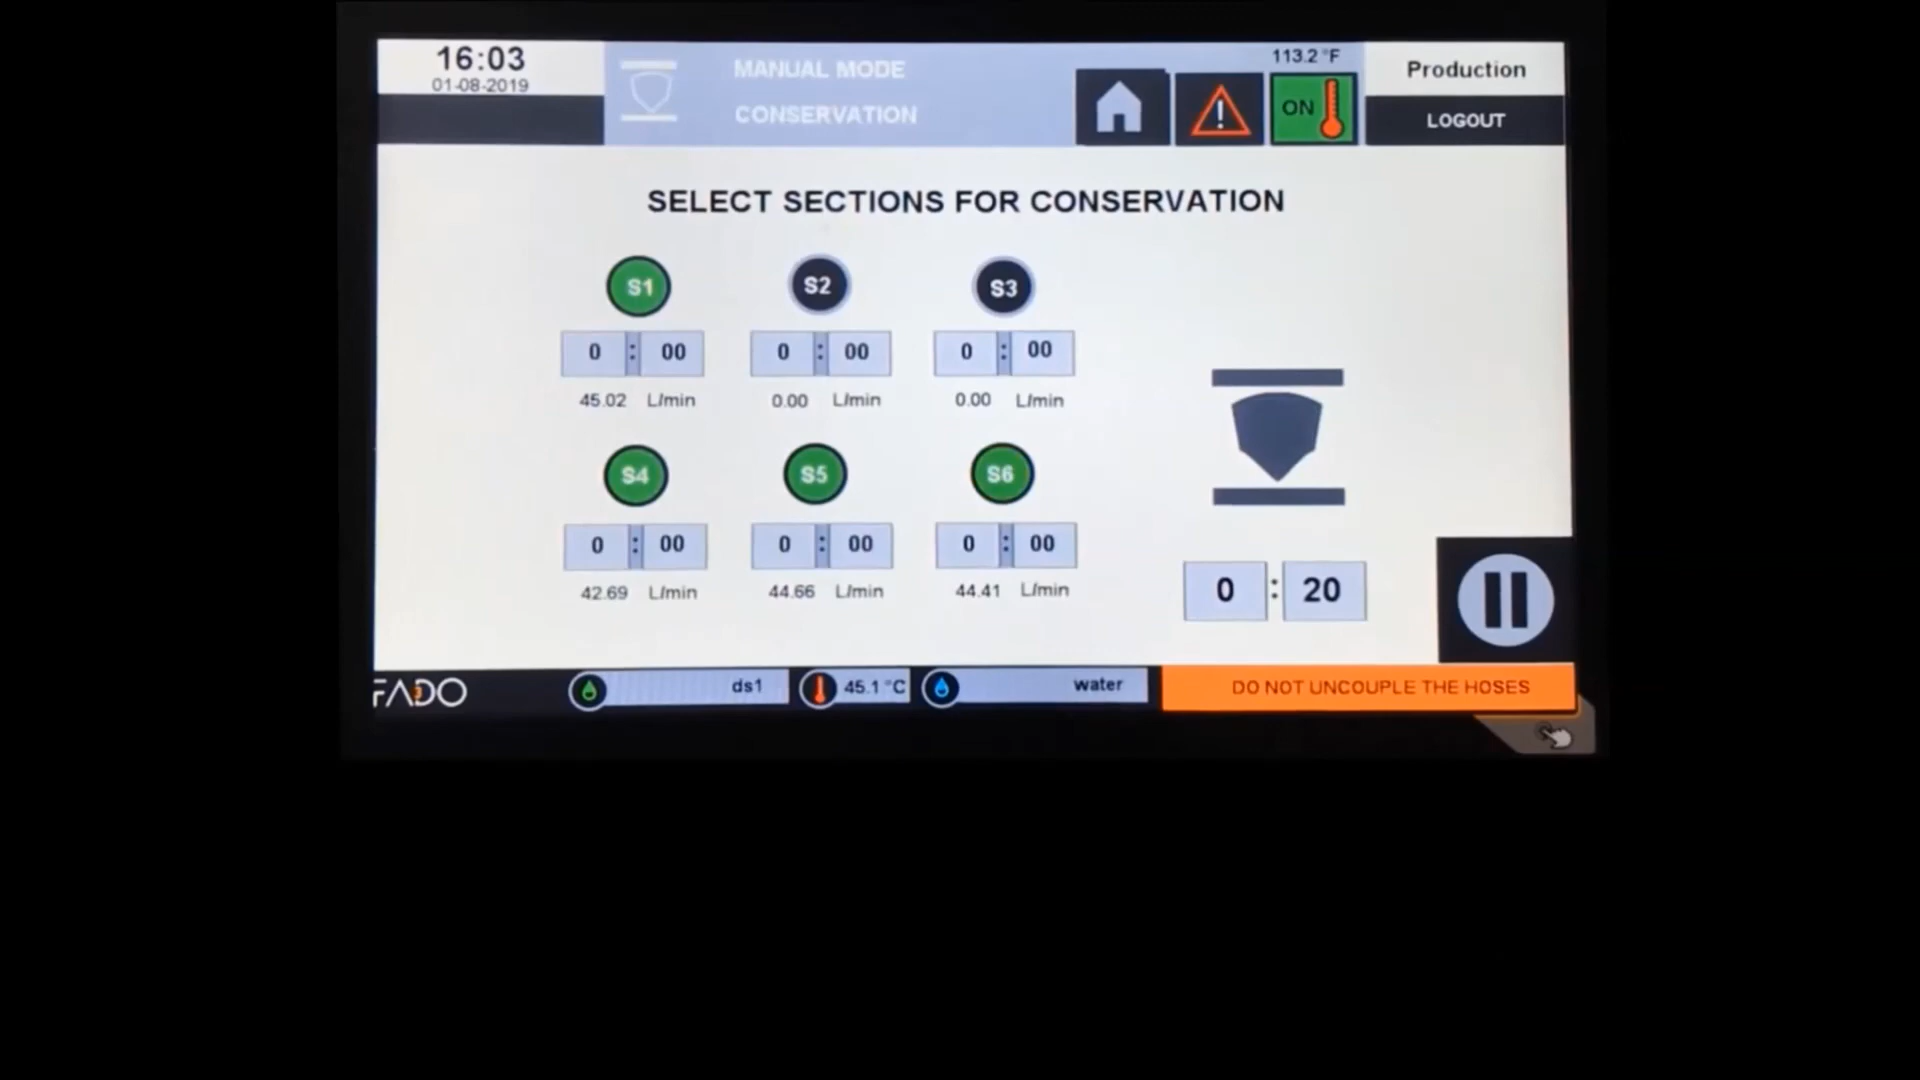 16:03
01-08-2019
MANUAL MODE
CONSERVATION
113.2 °F
ON
Production
LOGOUT
SELECT SECTIONS FOR CONSERVATION
S1 S2 S3
0 : 00 0 : 00 0 : 00
45.02 L/min 0.00 L/min 0.00 L/min
S4 S5 S6
0 : 00 0 : 00 0 : 00
42.69 L/min 44.66 L/min 44.41 L/min
0 : 20
FADO
ds1
45.1 °C
water
DO NOT UNCOUPLE THE HOSES